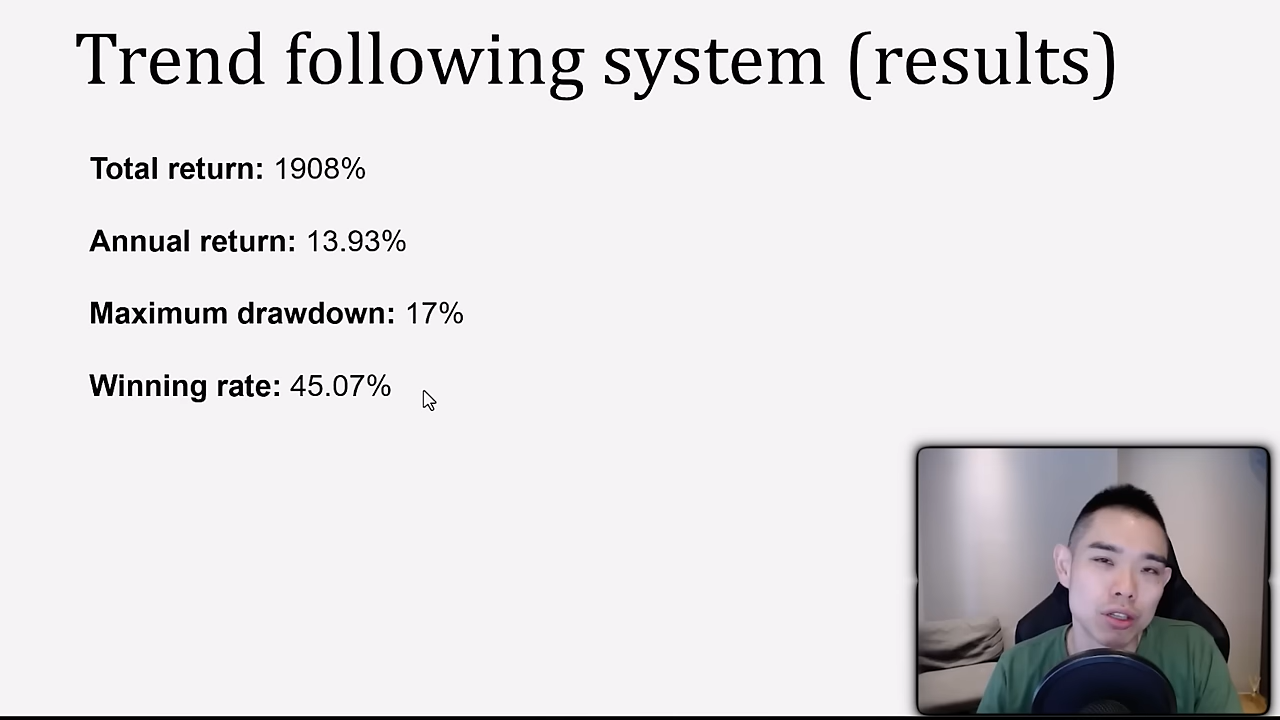 Trend following system (results)
Total return: 1908%
Annual return: 13.93%
Maximum drawdown: 17%
Winning rate: 45.07%